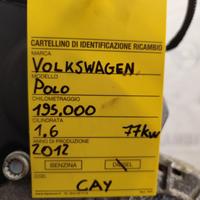 CARTELLINO DI IDENTIFICAZIONE RICAMBIO
MARCA
VOLKSWAGEN
MODELLO
POLO
CHILOMETRAGGIO
195.000
CILINDRATA
1.6 77kw
ANNO DI PRODUZIONE
2012
BENZINA DIESEL
CAY